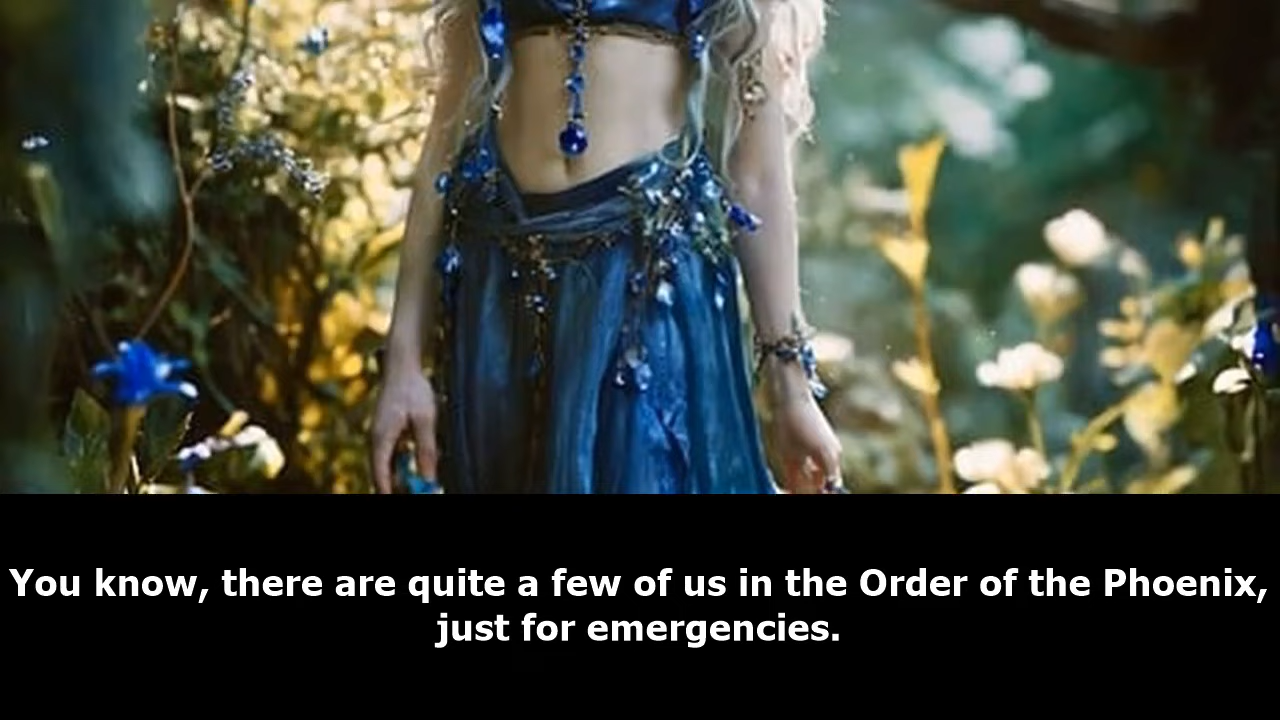 You know, there are quite a few of us in the Order of the Phoenix,
just for emergencies.